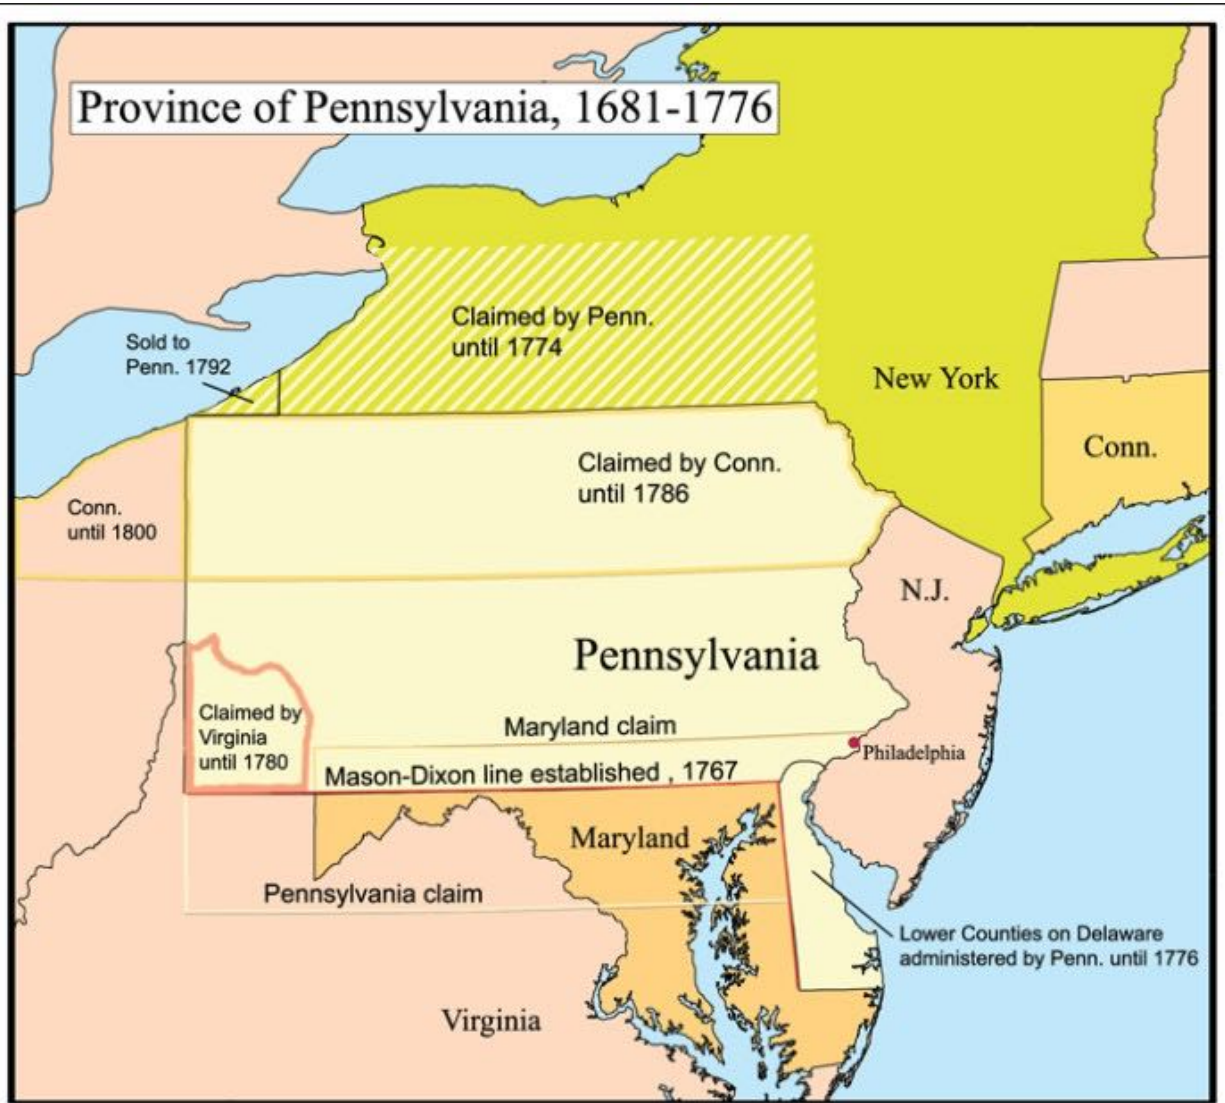 Province of Pennsylvania, 1681-1776
Claimed by Penn.
until 1774
Sold to
Penn. 1792
New York
Conn.
Claimed by Conn.
until 1786
Conn.
until 1800
N.J.
Pennsylvania
Claimed by
Virginia
until 1780
Maryland claim
Philadelphia
Mason-Dixon line established , 1767
Maryland
Pennsylvania claim
Lower Counties on Delaware
administered by Penn. until 1776
Virginia